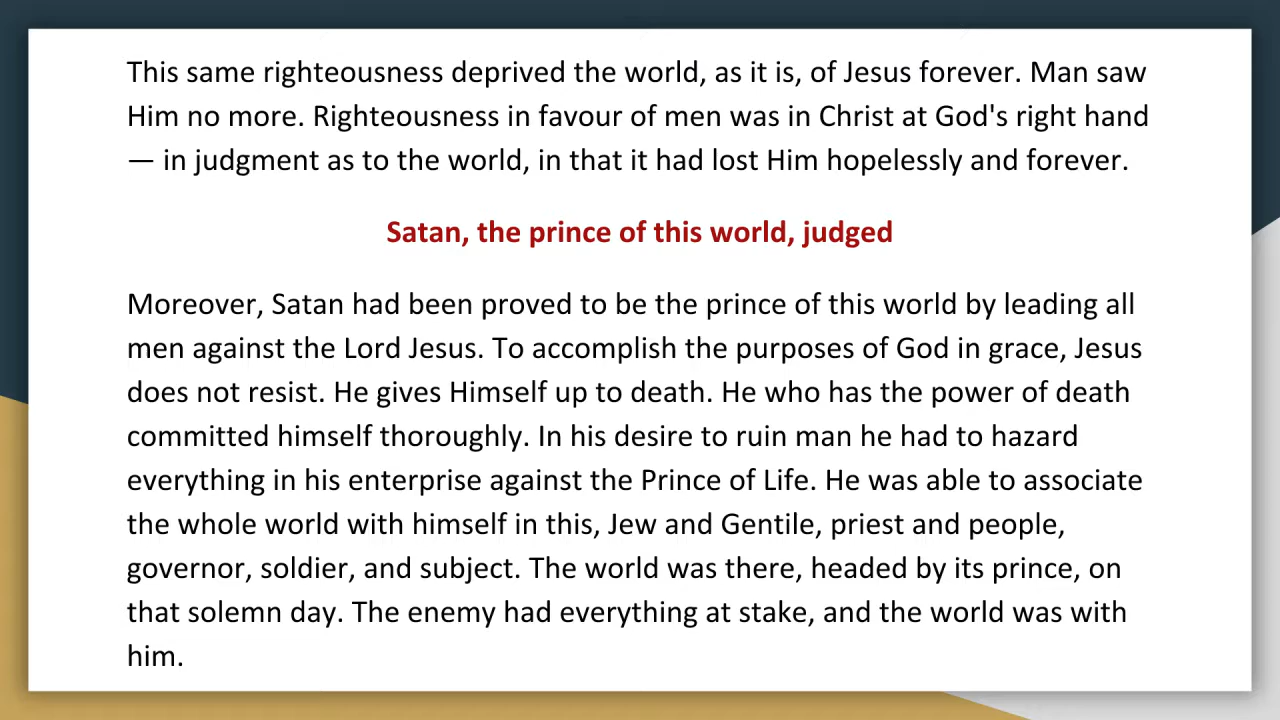 This same righteousness deprived the world, as it is, of Jesus forever. Man saw
Him no more. Righteousness in favour of men was in Christ at God's right hand
— in judgment as to the world, in that it had lost Him hopelessly and forever.
Satan, the prince of this world, judged
Moreover, Satan had been proved to be the prince of this world by leading all
men against the Lord Jesus. To accomplish the purposes of God in grace, Jesus
does not resist. He gives Himself up to death. He who has the power of death
committed himself thoroughly. In his desire to ruin man he had to hazard
everything in his enterprise against the Prince of Life. He was able to associate
the whole world with himself in this, Jew and Gentile, priest and people,
governor, soldier, and subject. The world was there, headed by its prince, on
that solemn day. The enemy had everything at stake, and the world was with
him.